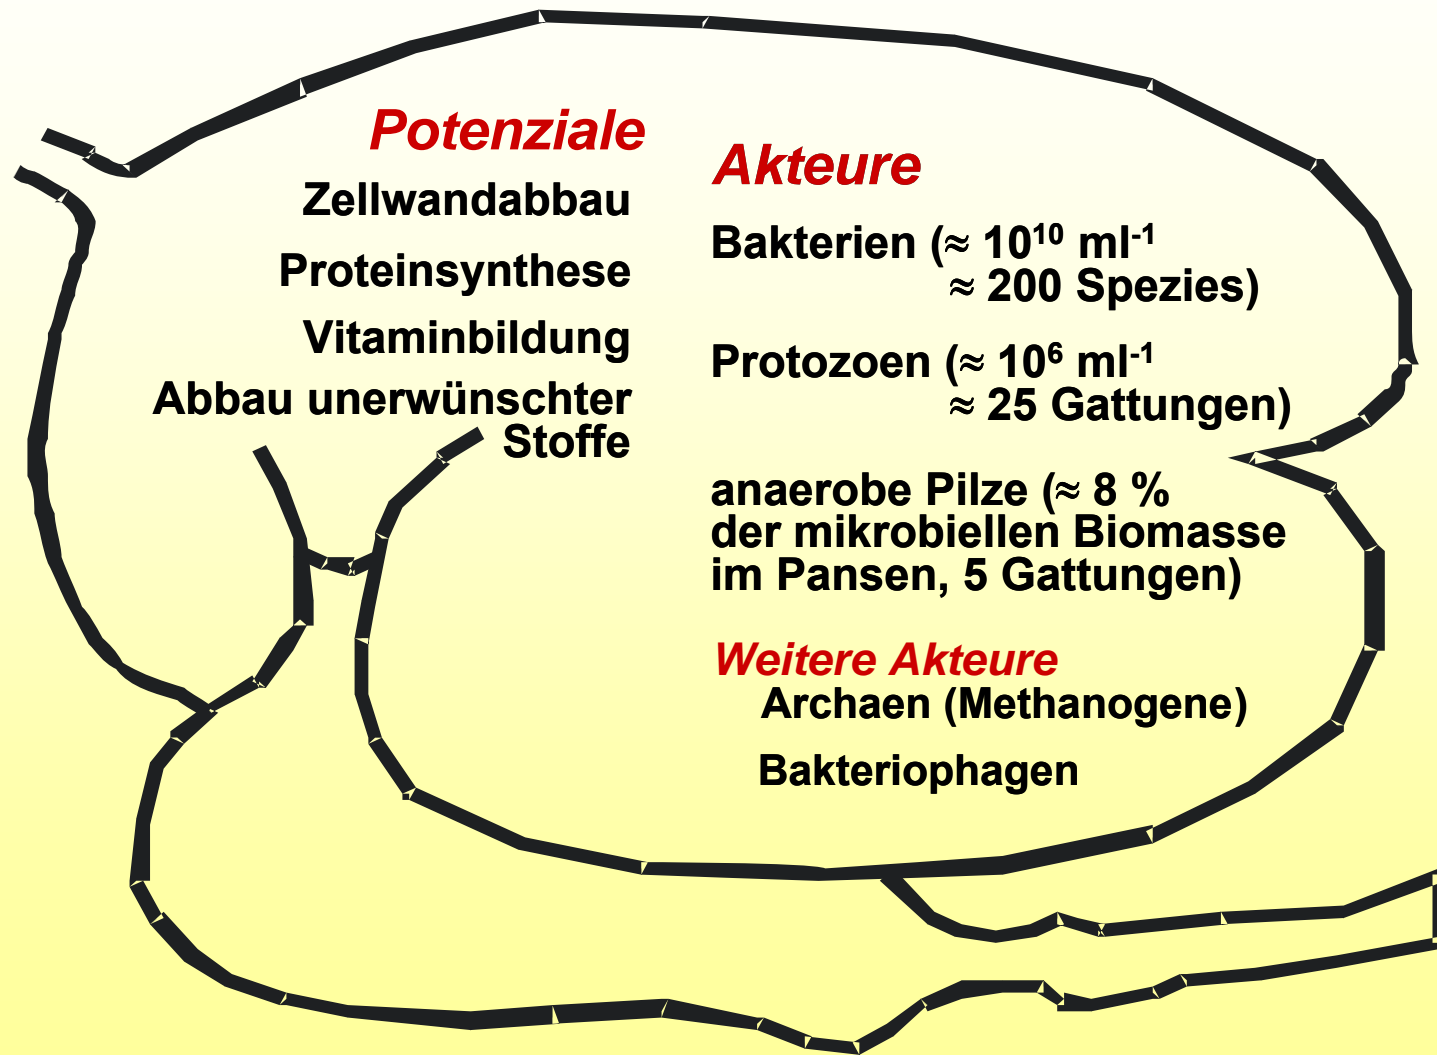 Potenziale
Zellwandabbau
Proteinsynthese
Vitaminbildung
Abbau unerwünschter
Stoffe
Akteure
Bakterien (≈ 10¹⁰ ml⁻¹
≈ 200 Spezies)
Protozoen (≈ 10⁶ ml⁻¹
≈ 25 Gattungen)
anaerobe Pilze (≈ 8 %
der mikrobiellen Biomasse
im Pansen, 5 Gattungen)
Weitere Akteure
Archaen (Methanogene)
Bakteriophagen